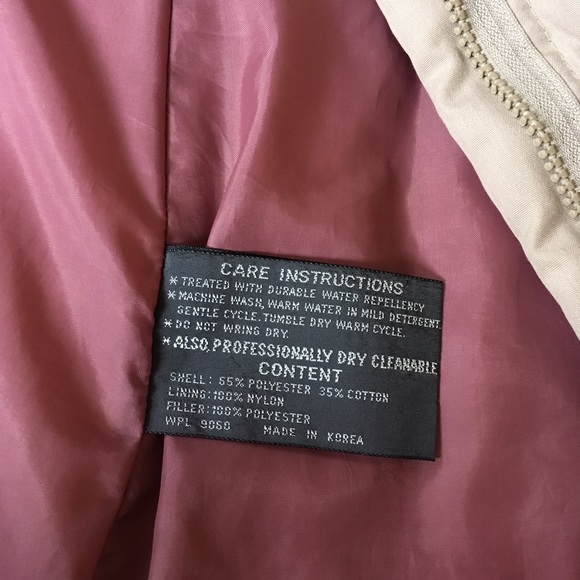 CARE INSTRUCTIONS
* TREATED WITH DURABLE WATER REPELLENCY
* MACHINE WASH, WARM WATER IN MILD DETERGENT.
GENTLE CYCLE. TUMBLE DRY WARM CYCLE.
* DO NOT WRING DRY.
* ALSO, PROFESSIONALLY DRY CLEANABLE
CONTENT
SHELL: 65% POLYESTER 35% COTTON
LINING: 100% NYLON
FILLER: 100% POLYESTER
WPL 9050 MADE IN KOREA